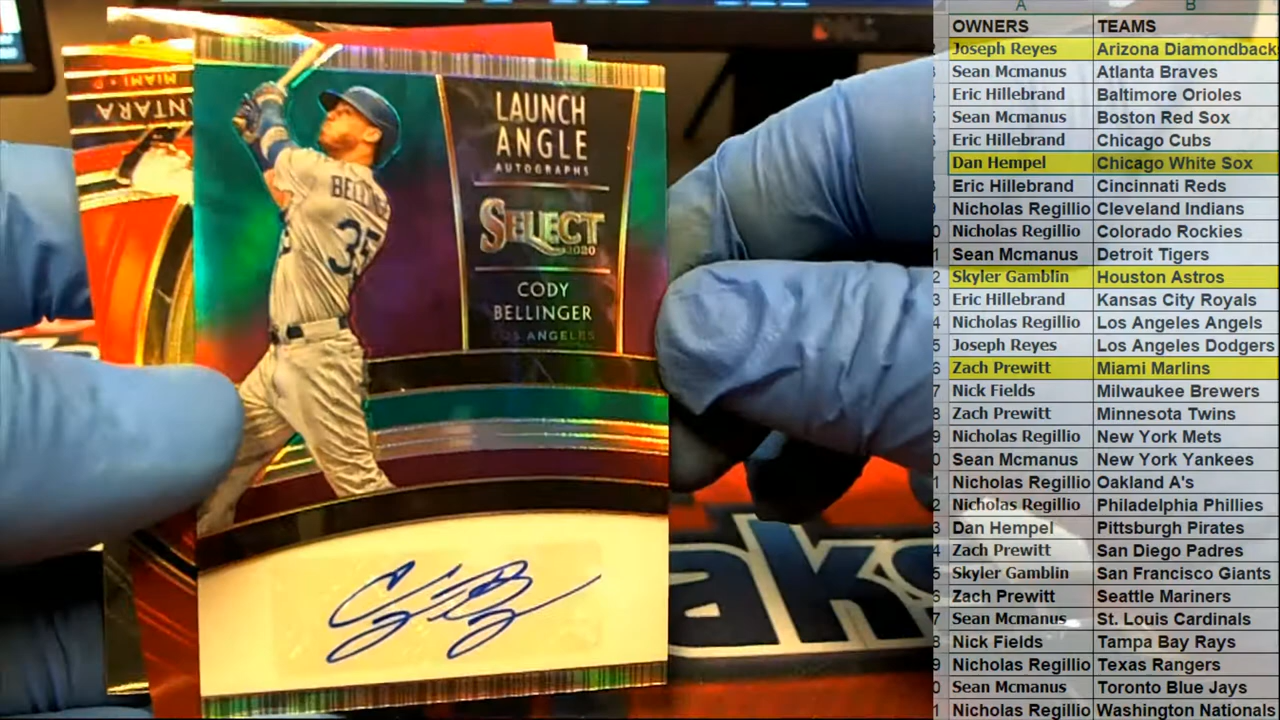 MIAMI
ANTARA
BELLINGE
35
LAUNCH
ANGLE
AUTOGRAPHS
SELECT
2020
CODY
BELLINGER
LOS ANGELES
aks
A B
OWNERS TEAMS
Joseph Reyes Arizona Diamondback
Sean Mcmanus Atlanta Braves
Eric Hillebrand Baltimore Orioles
Sean Mcmanus Boston Red Sox
Eric Hillebrand Chicago Cubs
Dan Hempel Chicago White Sox
Eric Hillebrand Cincinnati Reds
Nicholas Regillio Cleveland Indians
Nicholas Regillio Colorado Rockies
Sean Mcmanus Detroit Tigers
Skyler Gamblin Houston Astros
Eric Hillebrand Kansas City Royals
Nicholas Regillio Los Angeles Angels
Joseph Reyes Los Angeles Dodgers
Zach Prewitt Miami Marlins
Nick Fields Milwaukee Brewers
Zach Prewitt Minnesota Twins
Nicholas Regillio New York Mets
Sean Mcmanus New York Yankees
Nicholas Regillio Oakland A's
Nicholas Regillio Philadelphia Phillies
Dan Hempel Pittsburgh Pirates
Zach Prewitt San Diego Padres
Skyler Gamblin San Francisco Giants
Zach Prewitt Seattle Mariners
Sean Mcmanus St. Louis Cardinals
Nick Fields Tampa Bay Rays
Nicholas Regillio Texas Rangers
Sean Mcmanus Toronto Blue Jays
Nicholas Regillio Washington Nationals